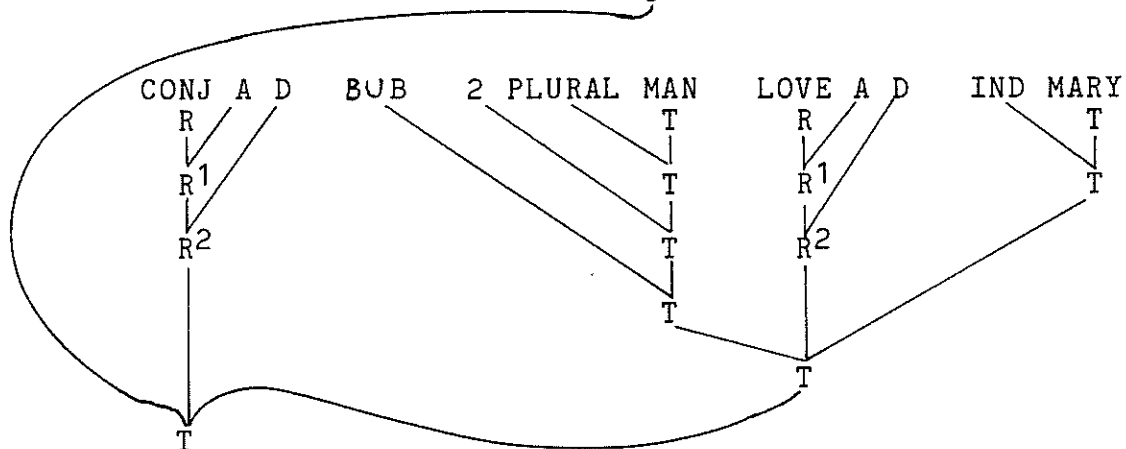 CONJ A D BUB 2 PLURAL MAN LOVE A D IND MARY
R T R T
R1 T R1 T
R2 T R2
T
T
T